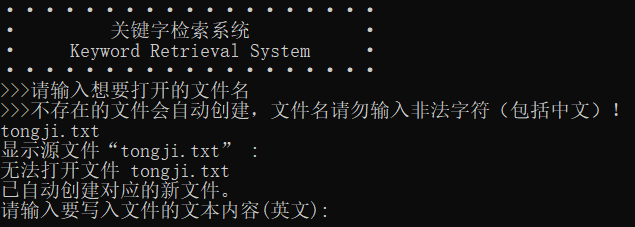 关键字检索系统
Keyword Retrieval System
>>>请输入想要打开的文件名
>>>不存在的文件会自动创建，文件名请勿输入非法字符（包括中文）！
tongji.txt
显示源文件“tongji.txt” ：
无法打开文件 tongji.txt
已自动创建对应的新文件。
请输入要写入文件的文本内容(英文):